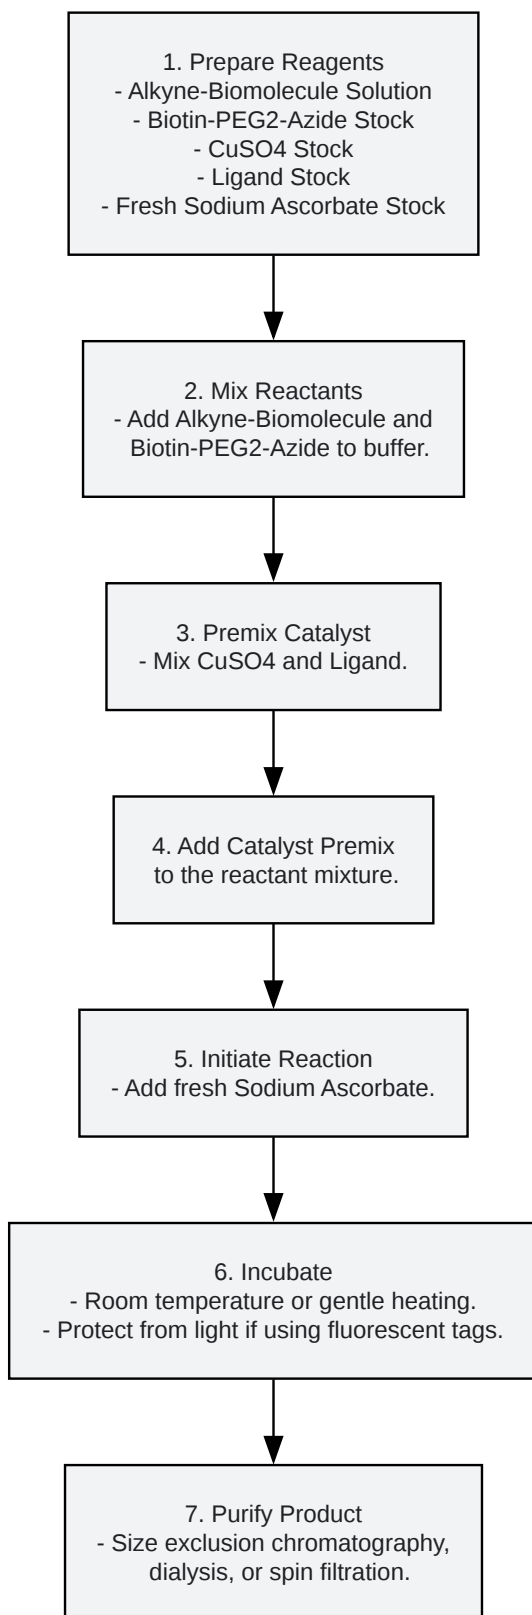 1. Prepare Reagents
- Alkyne-Biomolecule Solution
- Biotin-PEG2-Azide Stock
- CuSO4 Stock
- Ligand Stock
- Fresh Sodium Ascorbate Stock
2. Mix Reactants
- Add Alkyne-Biomolecule and
Biotin-PEG2-Azide to buffer.
3. Premix Catalyst
- Mix CuSO4 and Ligand.
4. Add Catalyst Premix
to the reactant mixture.
5. Initiate Reaction
- Add fresh Sodium Ascorbate.
6. Incubate
- Room temperature or gentle heating.
- Protect from light if using fluorescent tags.
7. Purify Product
- Size exclusion chromatography,
dialysis, or spin filtration.